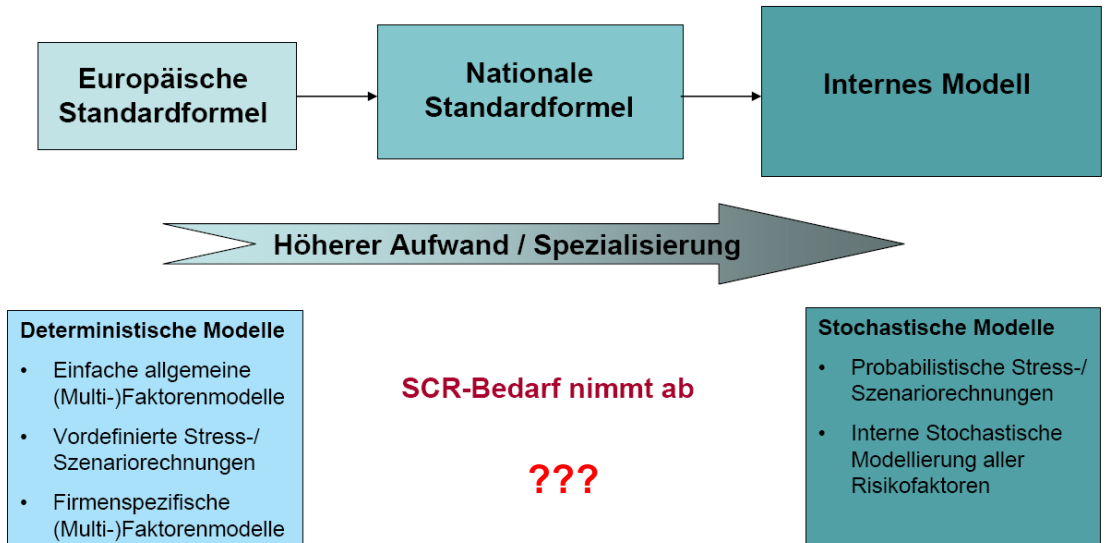 Europäische
Standardformel
Nationale
Standardformel
Internes Modell
Höherer Aufwand / Spezialisierung
Deterministische Modelle
• Einfache allgemeine
(Multi-)Faktorenmodelle
• Vordefinierte Stress-/
Szenariorechnungen
• Firmenspezifische
(Multi-)Faktorenmodelle
SCR-Bedarf nimmt ab
???
Stochastische Modelle
• Probabilistische Stress-/
Szenariorechnungen
• Interne Stochastische
Modellierung aller
Risikofaktoren